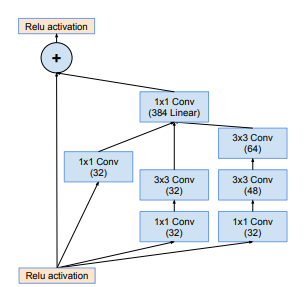 Relu activation
+
1x1 Conv
(384 Linear)
3x3 Conv
(64)
1x1 Conv
(32)
3x3 Conv
(32)
3x3 Conv
(48)
1x1 Conv
(32)
1x1 Conv
(32)
Relu activation